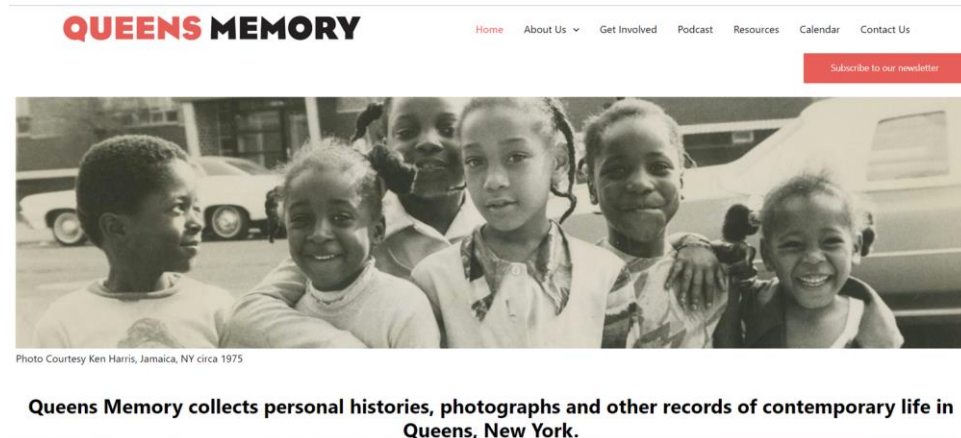 QUEENS MEMORY
Home About Us Get Involved Podcast Resources Calendar Contact Us
Subscribe to our newsletter
Photo Courtesy Ken Harris, Jamaica, NY circa 1975
Queens Memory collects personal histories, photographs and other records of contemporary life in
Queens, New York.